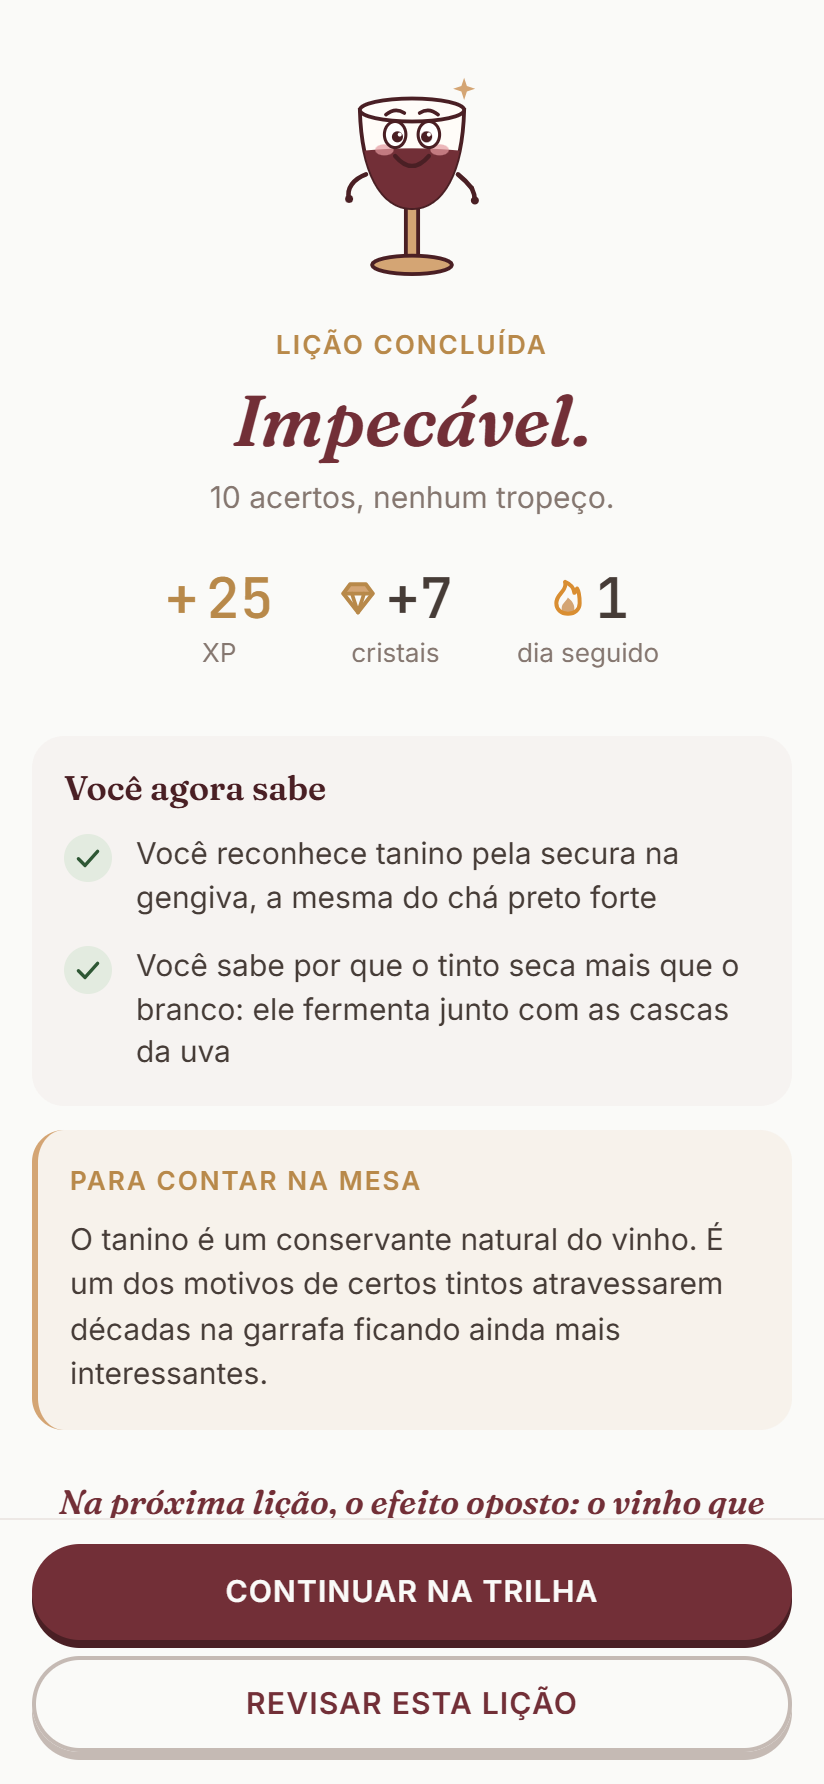 LIÇÃO CONCLUÍDA
Impecável.
10 acertos, nenhum tropeço.
+25 +7 1
XP cristais dia seguido
Você agora sabe
Você reconhece tanino pela secura na
gengiva, a mesma do chá preto forte
Você sabe por que o tinto seca mais que o
branco: ele fermenta junto com as cascas
da uva
PARA CONTAR NA MESA
O tanino é um conservante natural do vinho. É
um dos motivos de certos tintos atravessarem
décadas na garrafa ficando ainda mais
interessantes.
Na próxima lição, o efeito oposto: o vinho que
CONTINUAR NA TRILHA
REVISAR ESTA LIÇÃO